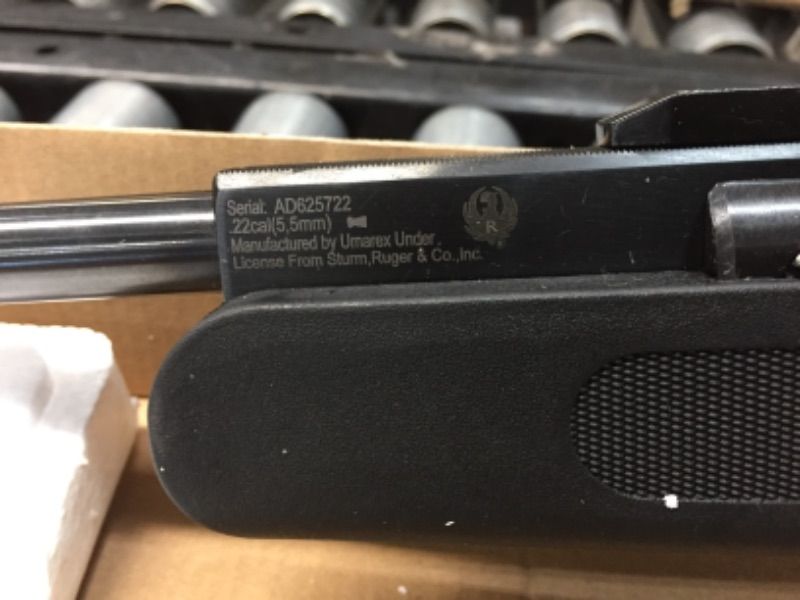 Serial: AD625722
.22cal(5.5mm)
Manufactured by Umarex Under
License From Sturm,Ruger & Co.,Inc.
R